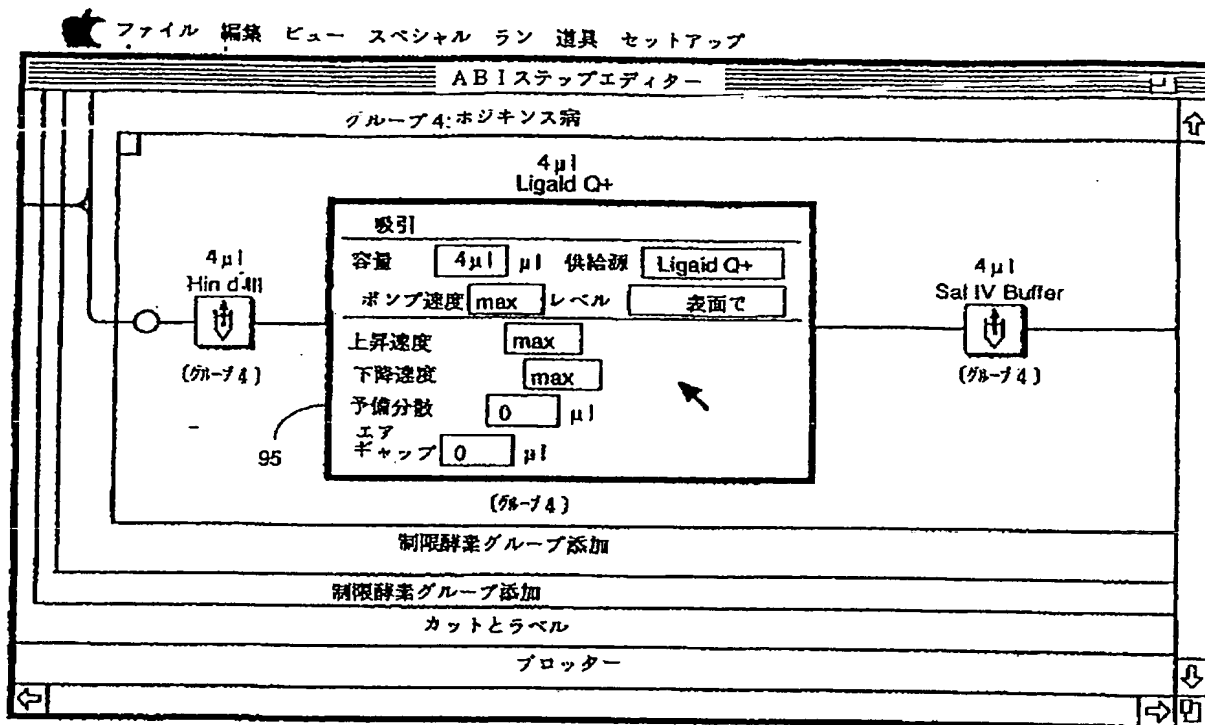 ファイル 編集 ビュー スペシャル ラン 道具 セットアップ
ABIステップエディター
グループ4:ホジキンス病
4μl
Ligaid Q+
吸引
容量 4μl μl 供給源 Ligaid Q+
ポンプ速度 max レベル 表面で
上昇速度 max
下降速度 max
予備分散 0 μl
エア
ギャップ 0 μl
(グループ4)
4μl
Hin d-III
(グループ4)
95
4μl
Sal IV Buffer
(グループ4)
制限酵素グループ添加
制限酵素グループ添加
カットとラベル
ブロッター